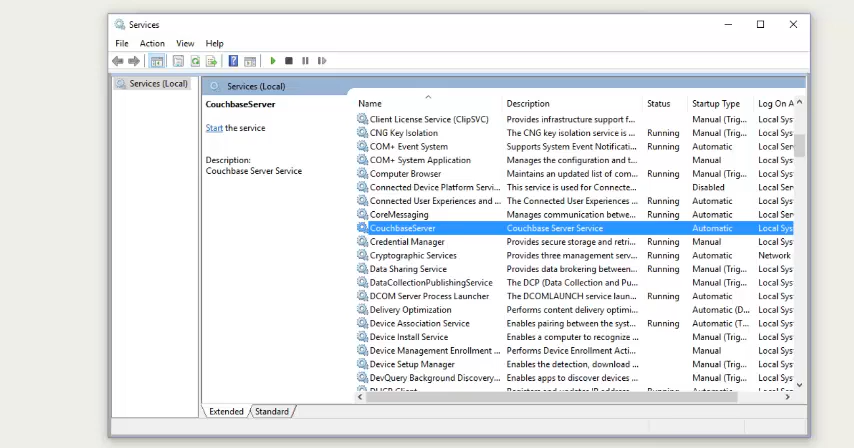 Services
File Action View Help
Services (Local)
Services (Local)
CouchbaseServer
Start the service
Description:
Couchbase Server Service
Name Description Status Startup Type Log On A
Client License Service (ClipSVC) Provides infrastructure support f... Manual (Trig... Local Sys
CNG Key Isolation The CNG key isolation service is ... Running Manual (Trig... Local Sys
COM+ Event System Supports System Event Notificati... Running Automatic Local Ser
COM+ System Application Manages the configuration and t... Manual Local Sys
Computer Browser Maintains an updated list of com... Running Manual (Trig... Local Sys
Connected Device Platform Servi... This service is used for Connecte... Disabled Local Ser
Connected User Experiences and ... The Connected User Experiences ... Running Automatic Local Sys
CoreMessaging Manages communication betwe... Running Automatic Local Ser
CouchbaseServer Couchbase Server Service Automatic Local Sys
Credential Manager Provides secure storage and retri... Running Manual Local Sys
Cryptographic Services Provides three management serv... Running Automatic Network
Data Sharing Service Provides data brokering between... Running Manual (Trig... Local Sys
DataCollectionPublishingService The DCP (Data Collection and Pu... Manual (Trig... Local Sys
DCOM Server Process Launcher The DCOMLAUNCH service laun... Running Automatic Local Sys
Delivery Optimization Performs content delivery optimi... Automatic (D... Local Sys
Device Association Service Enables pairing between the syst... Running Automatic (T... Local Sys
Device Install Service Enables a computer to recognize ... Manual (Trig... Local Sys
Device Management Enrollment ... Performs Device Enrollment Acti... Manual Local Sys
Device Setup Manager Enables the detection, download ... Manual (Trig... Local Sys
DevQuery Background Discovery... Enables apps to discover devices ... Manual (Trig... Local Sys
Extended Standard